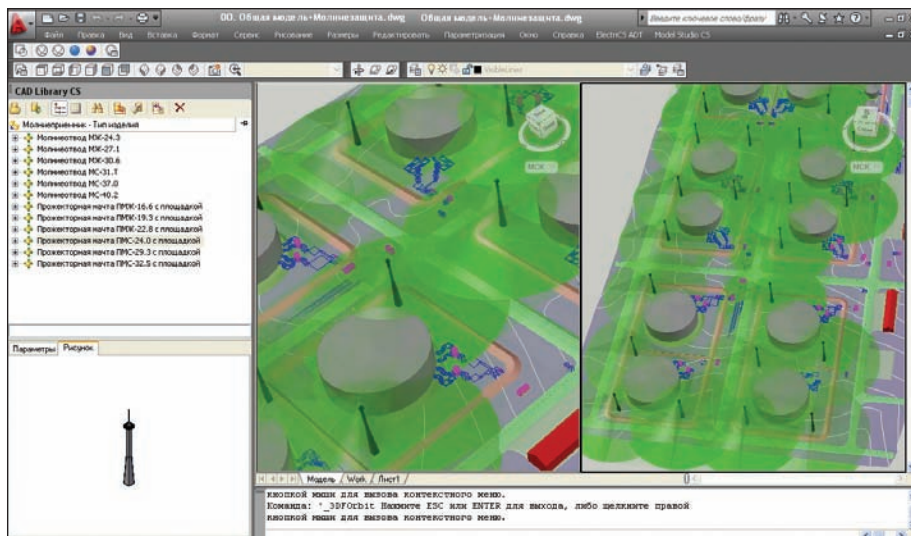 00. Общая модель-Молниезащита.dwg Общая модель-Молниезащита.dwg
Введите ключевое слово/фразу
Файл Правка Вид Вставка Формат Сервис Рисование Размеры Редактировать Параметризация Окно Справка ElectriCS ADT Model Studio CS
CAD Library CS
Молниеприемник - Тип изделия
Молниеотвод МЖ-24.3
Молниеотвод МЖ-27.1
Молниеотвод МЖ-30.6
Молниеотвод МС-31.Т
Молниеотвод МС-37.0
Молниеотвод МС-40.2
Прожекторная мачта ПМЖ-16.6 с площадкой
Прожекторная мачта ПМЖ-19.3 с площадкой
Прожекторная мачта ПМЖ-22.8 с площадкой
Прожекторная мачта ПМС-24.0 с площадкой
Прожекторная мачта ПМС-29.3 с площадкой
Прожекторная мачта ПМС-32.5 с площадкой
Параметры Рисунок
МСК
МСК
Модель Work Лист1
кнопкой мыши для вызова контекстного меню.
Команда: '_3DFOrbit Нажмите ESC или ENTER для выхода, либо щелкните правой
кнопкой мыши для вызова контекстного меню.